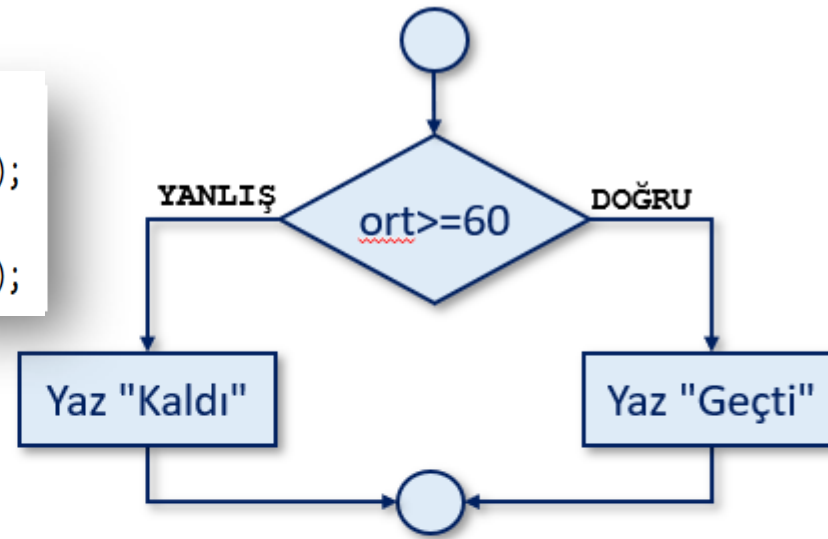 );
);
YANLIŞ
DOĞRU
ort>=60
Yaz "Kaldı"
Yaz "Geçti"